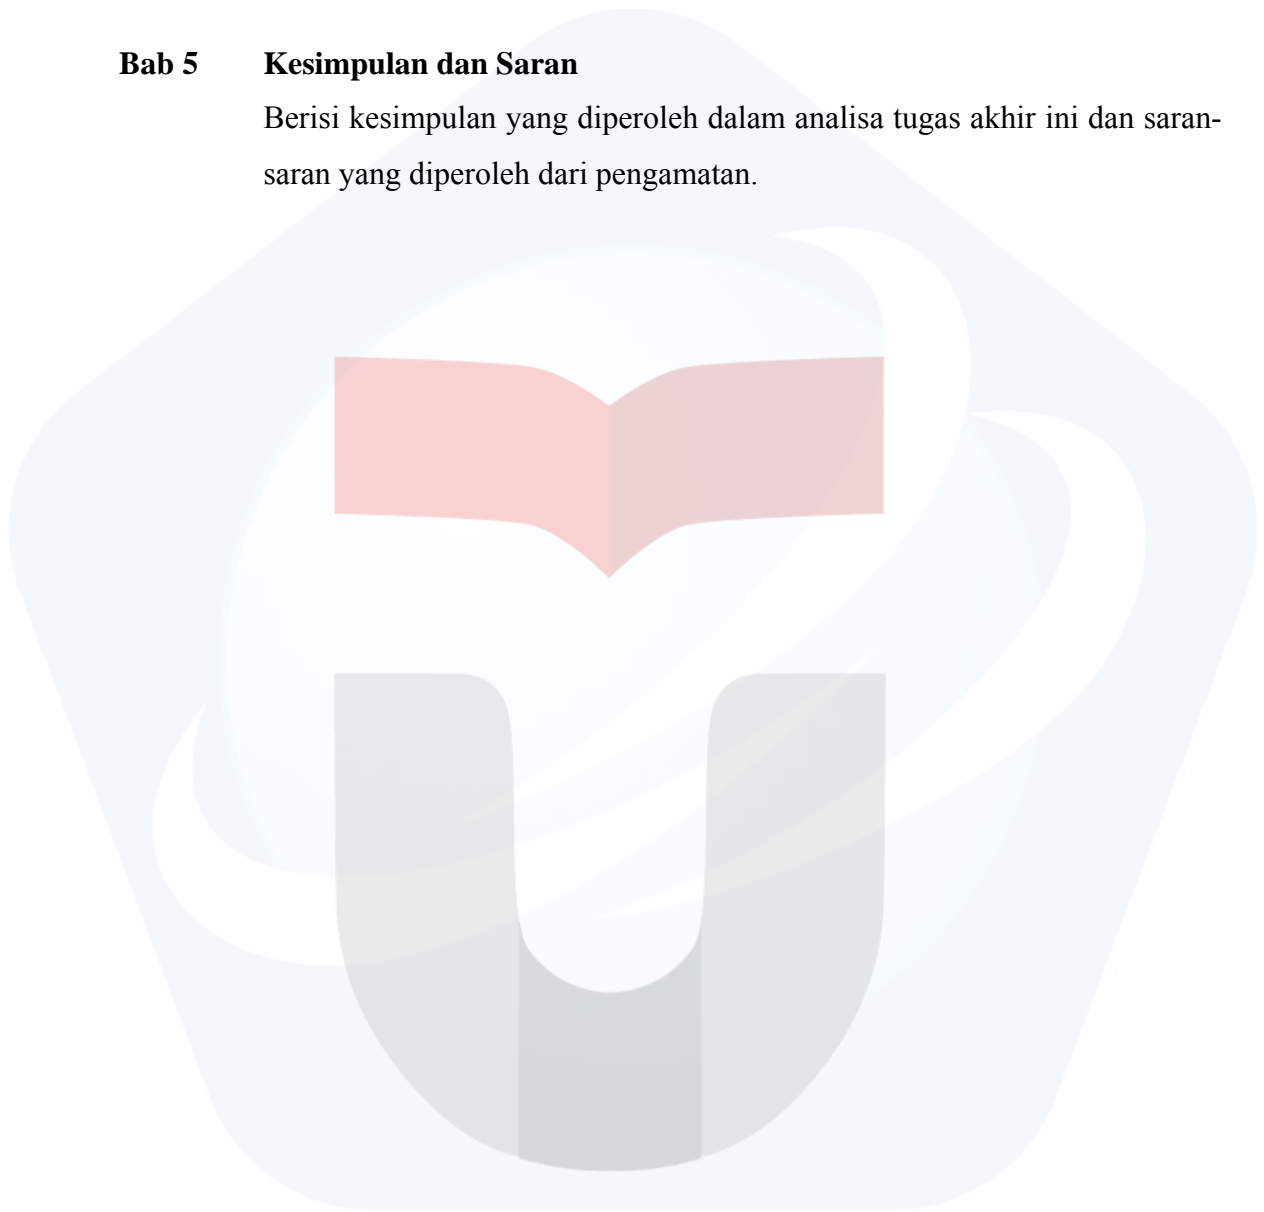 Bab 5 Kesimpulan dan Saran
Berisi kesimpulan yang diperoleh dalam analisa tugas akhir ini dan saran-
saran yang diperoleh dari pengamatan.